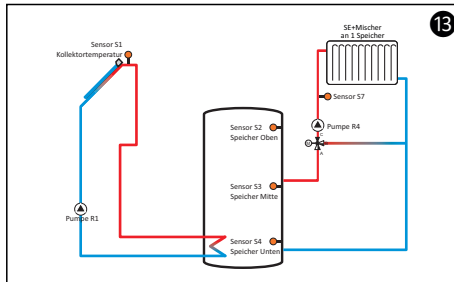 13
SE+Mischer
an 1 Speicher
Sensor S1
Kollektortemperatur
Sensor S7
Pumpe R4
Sensor S2
Speicher Oben
C
A
Sensor S3
Speicher Mitte
Pumpe R1
Sensor S4
Speicher Unten